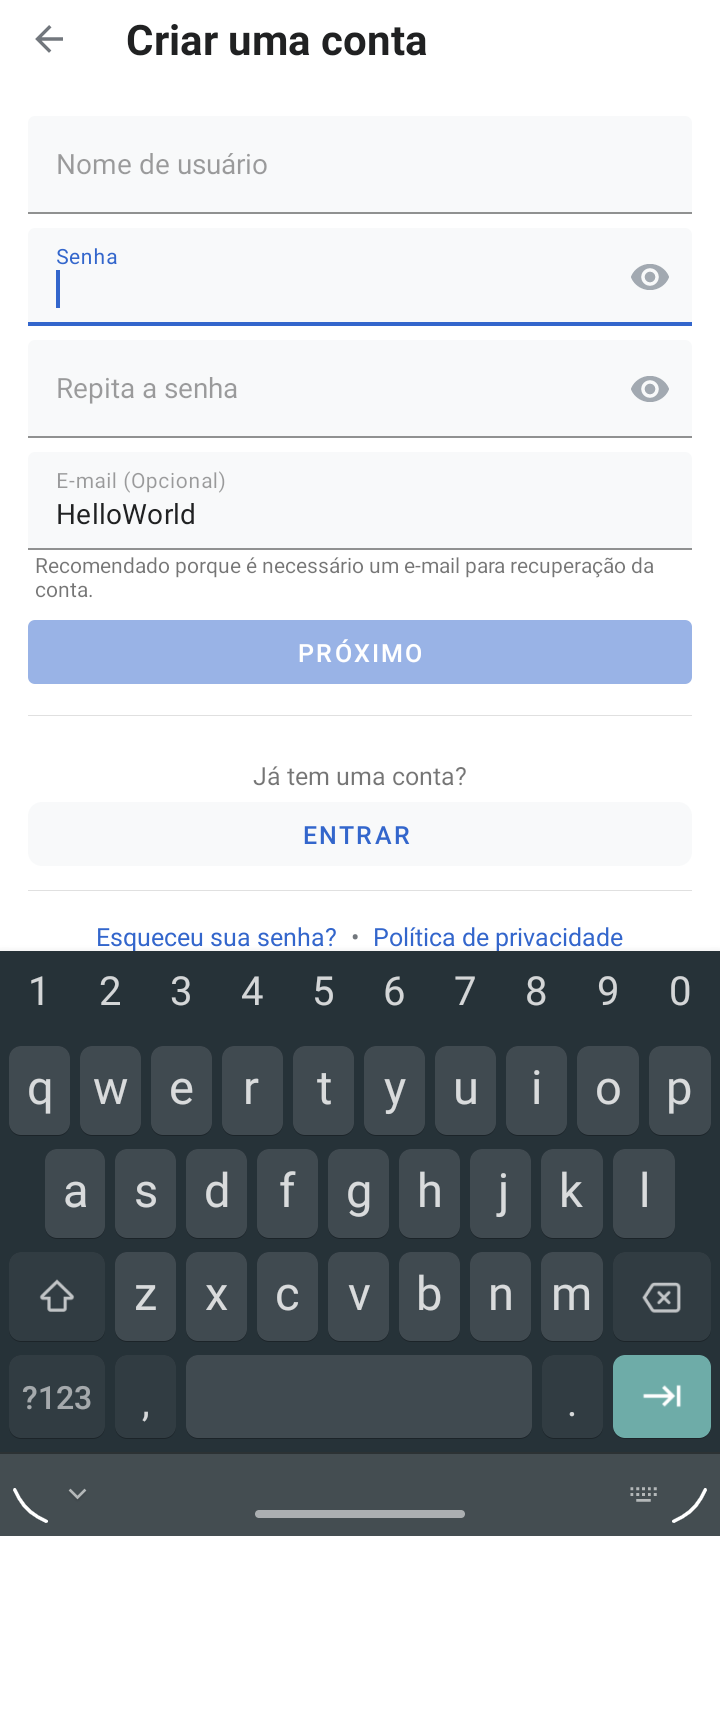 Criar uma conta
Nome de usuário
Senha
Repita a senha
E-mail (Opcional)
HelloWorld
Recomendado porque é necessário um e-mail para recuperação da
conta.
PRÓXIMO
Já tem uma conta?
ENTRAR
Esqueceu sua senha? • Política de privacidade
1 2 3 4 5 6 7 8 9 0
q w e r t y u i o p
a s d f g h j k l
z x c v b n m
?123 , .